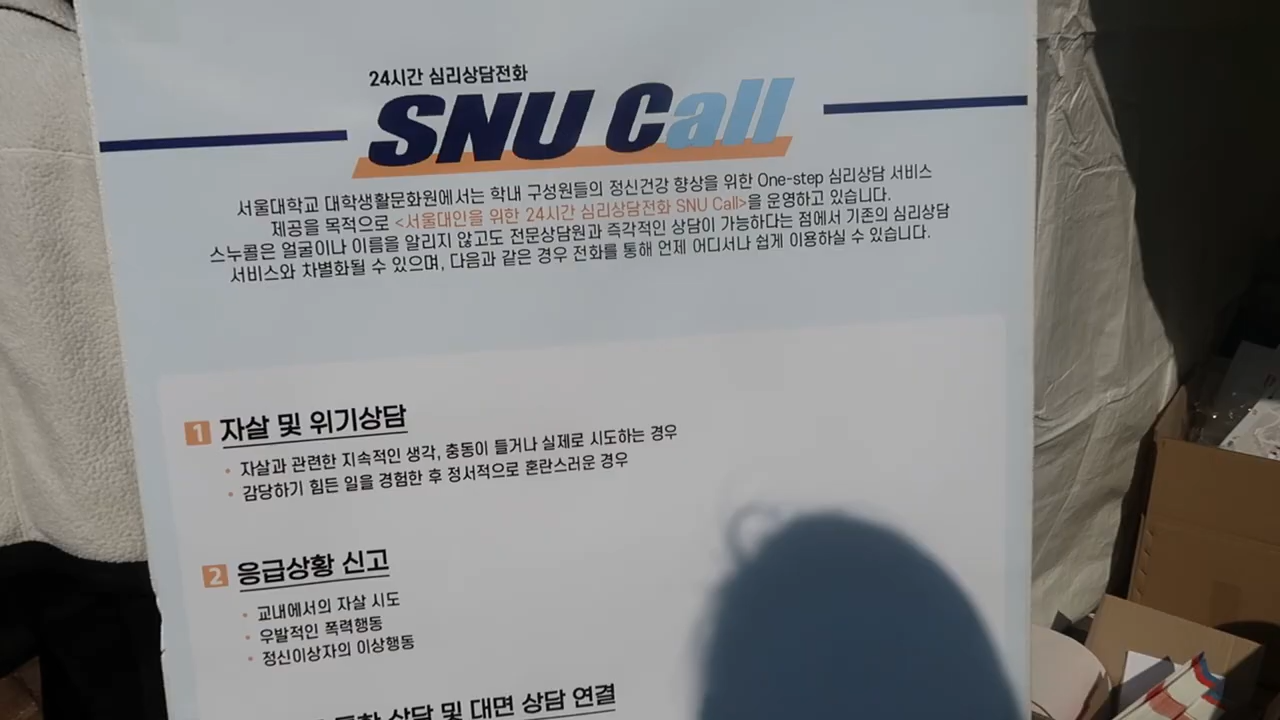 24시간 심리상담전화
SNU Call
서울대학교 대학생활문화원에서는 학내 구성원들의 정신건강 향상을 위한 One-step 심리상담 서비스
제공을 목적으로 <서울대인을 위한 24시간 심리상담전화 SNU Call>을 운영하고 있습니다.
스누콜은 얼굴이나 이름을 알리지 않고도 전문상담원과 즉각적인 상담이 가능하다는 점에서 기존의 심리상담
서비스와 차별화될 수 있으며, 다음과 같은 경우 전화를 통해 언제 어디서나 쉽게 이용하실 수 있습니다.
1 자살 및 위기상담
• 자살과 관련한 지속적인 생각, 충동이 들거나 실제로 시도하는 경우
• 감당하기 힘든 일을 경험한 후 정서적으로 혼란스러운 경우
2 응급상황 신고
• 교내에서의 자살 시도
• 우발적인 폭력행동
• 정신이상자의 이상행동
상담 및 대면 상담 연결